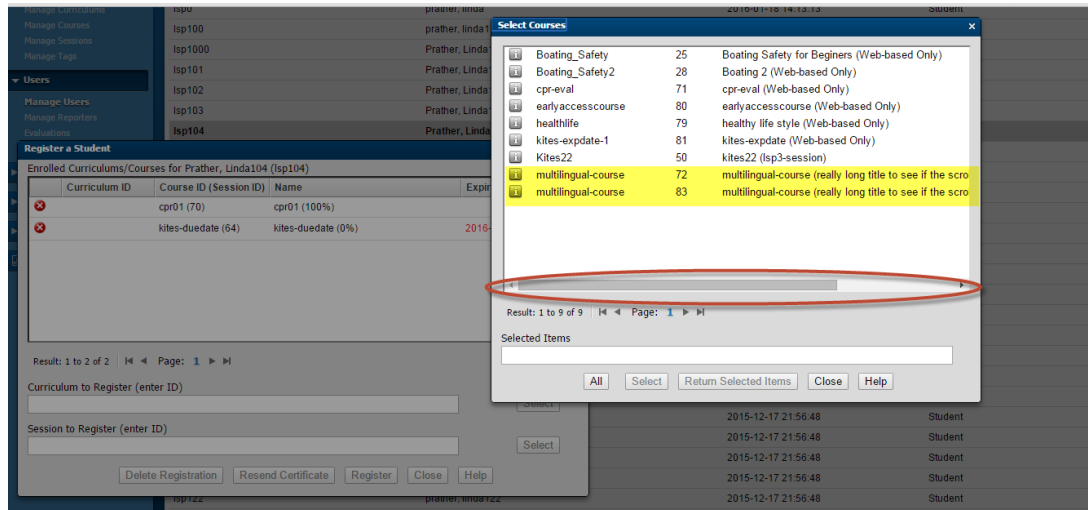 Manage Curriculums
Manage Courses
Manage Sessions
Manage Tags
Users
Manage Users
Manage Reporters
Evaluations
lsp0 prather, linda 2016-01-18 14:13:13 Student
lsp100 prather, linda1
lsp1000 Prather, Linda1
lsp101 Prather, Linda1
lsp102 Prather, Linda1
lsp103 Prather, Linda1
lsp104 Prather, Linda
Select Courses
Boating_Safety 25 Boating Safety for Beginers (Web-based Only)
Boating_Safety2 28 Boating 2 (Web-based Only)
cpr-eval 71 cpr-eval (Web-based Only)
earlyaccesscourse 80 earlyaccesscourse (Web-based Only)
healthlife 79 healthy life style (Web-based Only)
kites-expdate-1 81 kites-expdate (Web-based Only)
Kites22 50 kites22 (lsp3-session)
multilingual-course 72 multilingual-course (really long title to see if the scro
multilingual-course 83 multilingual-course (really long title to see if the scro
Result: 1 to 9 of 9 Page: 1
Selected Items
All Select Return Selected Items Close Help
Register a Student
Enrolled Curriculums/Courses for Prather, Linda104 (lsp104)
Curriculum ID Course ID (Session ID) Name Expir
cpr01 (70) cpr01 (100%)
kites-duedate (64) kites-duedate (0%) 2016-
Result: 1 to 2 of 2 Page: 1
Curriculum to Register (enter ID)
Select
Session to Register (enter ID)
Select
Delete Registration Resend Certificate Register Close Help
2015-12-17 21:56:48 Student
2015-12-17 21:56:48 Student
2015-12-17 21:56:48 Student
2015-12-17 21:56:48 Student
lsp122 prather, linda122 2015-12-17 21:56:48 Student